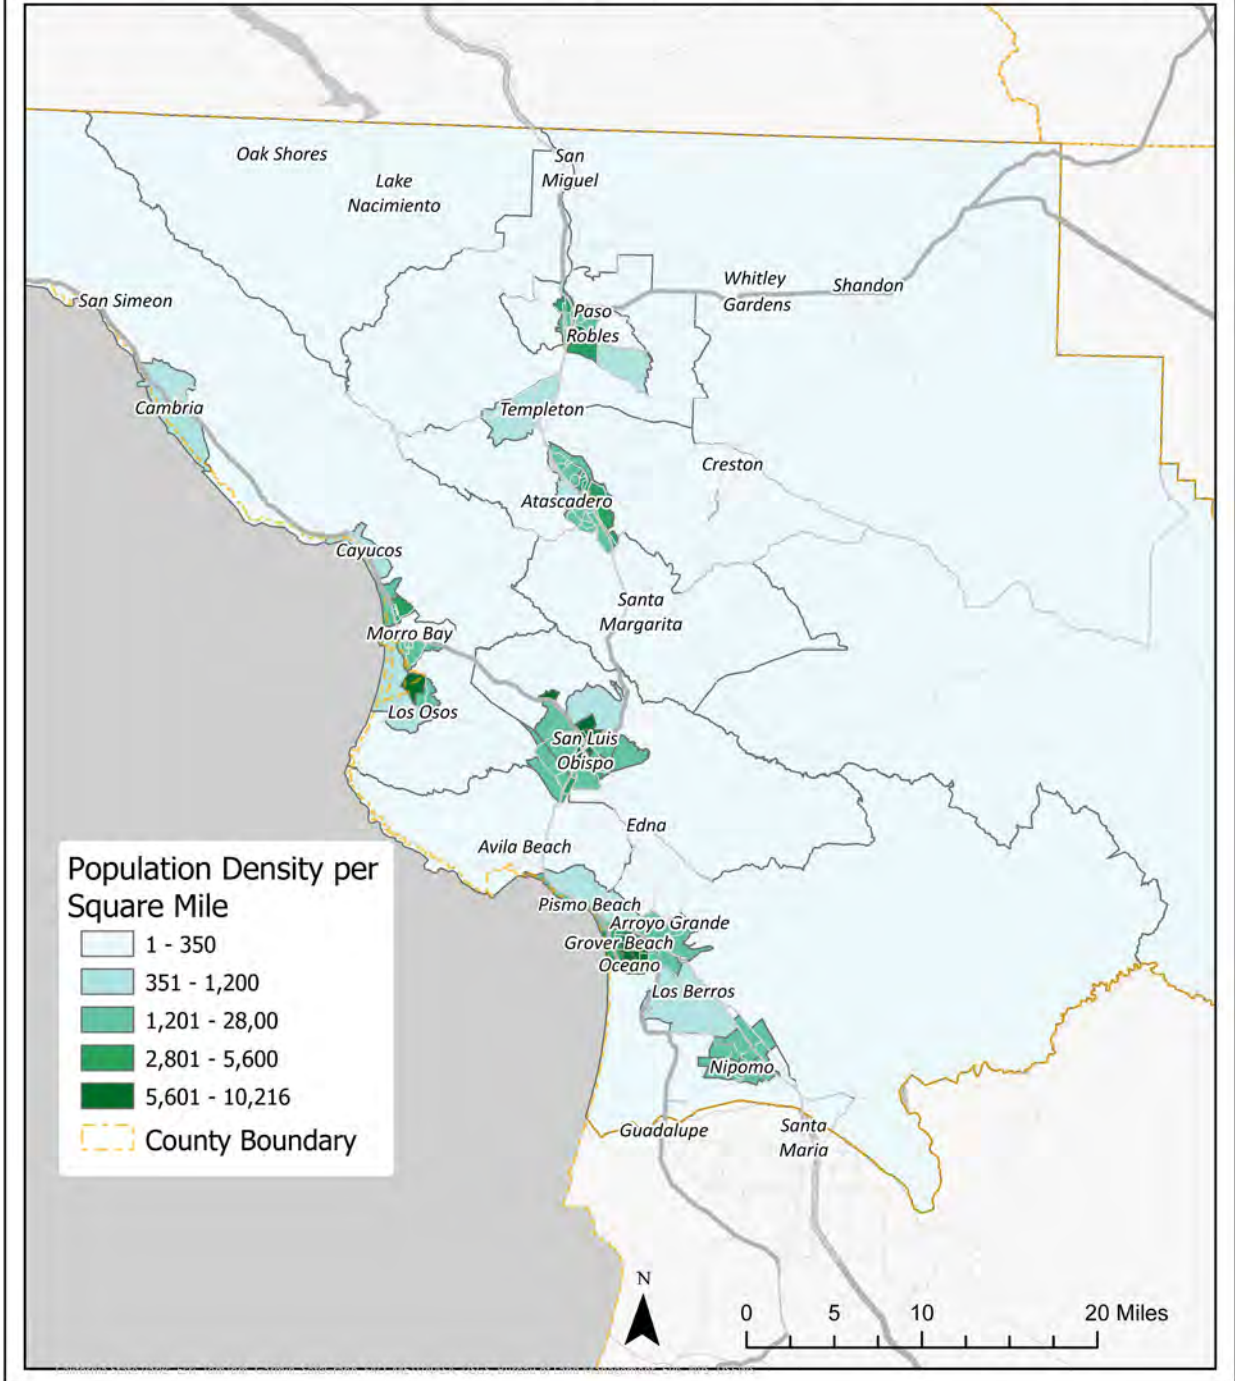 Oak Shores
Lake
Nacimiento
San
Miguel
San Simeon
Paso
Robles
Whitley
Gardens
Shandon
Cambria
Templeton
Creston
Atascadero
Cayucos
Santa
Margarita
Morro Bay
Los Osos
San Luis
Obispo
Edna
Avila Beach
Pismo Beach
Arroyo Grande
Grover Beach
Oceano
Los Berros
Nipomo
Guadalupe
Santa
Maria
Population Density per
Square Mile
1 - 350
351 - 1,200
1,201 - 28,00
2,801 - 5,600
5,601 - 10,216
County Boundary
N
0 5 10 20 Miles